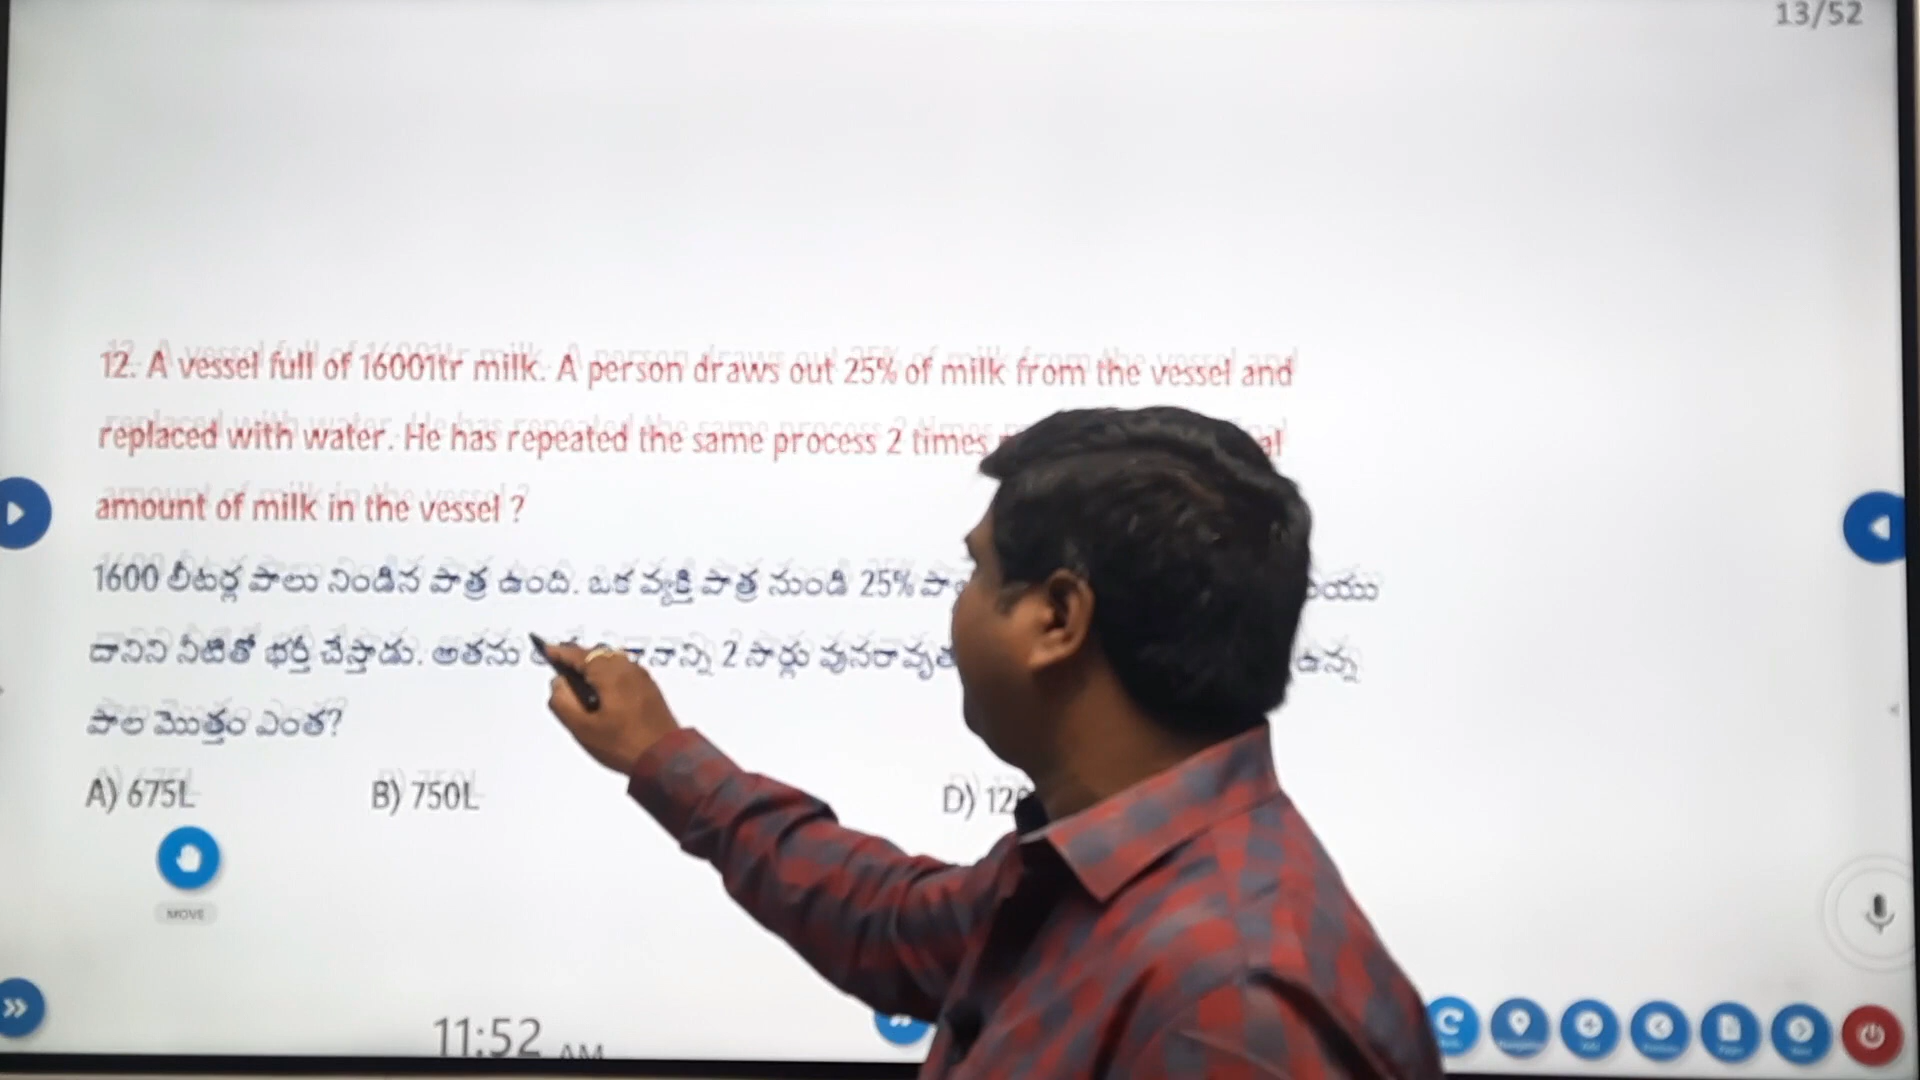 13/52
12. A vessel full of 1600ltr milk. A person draws out 25% of milk from the vessel and
replaced with water. He has repeated the same process 2 times
amount of milk in the vessel ?
1600 లీటర్ల పాలు నిండిన పాత్ర ఉంది. ఒక వ్యక్తి పాత్ర నుండి 25%
దానిని నీటితో భర్తీ చేస్తాడు. అతను 2 సార్లు ఉన్న
పాల మొత్తం ఎంత?
A) 675L B) 750L D)
MOVE
11:52 AM